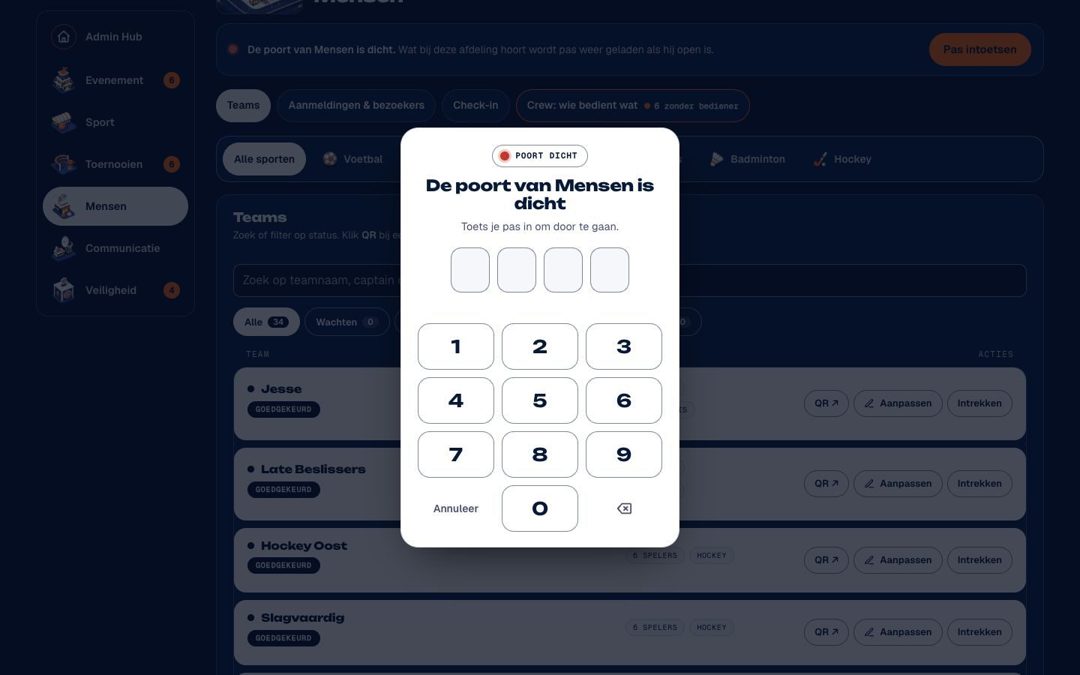 Mensen
Admin Hub
Evenement 6
Sport
Toernooien 6
Mensen
Communicatie
Veiligheid 4
De poort van Mensen is dicht. Wat bij deze afdeling hoort wordt pas weer geladen als hij open is.
Pas intoetsen
Teams
Aanmeldingen & bezoekers
Check-in
Crew: wie bedient wat 6 zonder bediener
Alle sporten
Voetbal
Badminton
Hockey
Teams
Zoek of filter op status. Klik QR bij
Zoek op teamnaam, captain
Alle 34
Wachten 0
0
TEAM
ACTIES
Jesse
GOEDGEKEURD
QR ↗
Aanpassen
Intrekken
Late Beslissers
GOEDGEKEURD
QR ↗
Aanpassen
Intrekken
Hockey Oost
GOEDGEKEURD
6 SPELERS
HOCKEY
QR ↗
Aanpassen
Intrekken
Slagvaardig
GOEDGEKEURD
6 SPELERS
HOCKEY
QR ↗
Aanpassen
Intrekken
POORT DICHT
De poort van Mensen is
dicht
Toets je pas in om door te gaan.
1 2 3
4 5 6
7 8 9
Annuleer 0